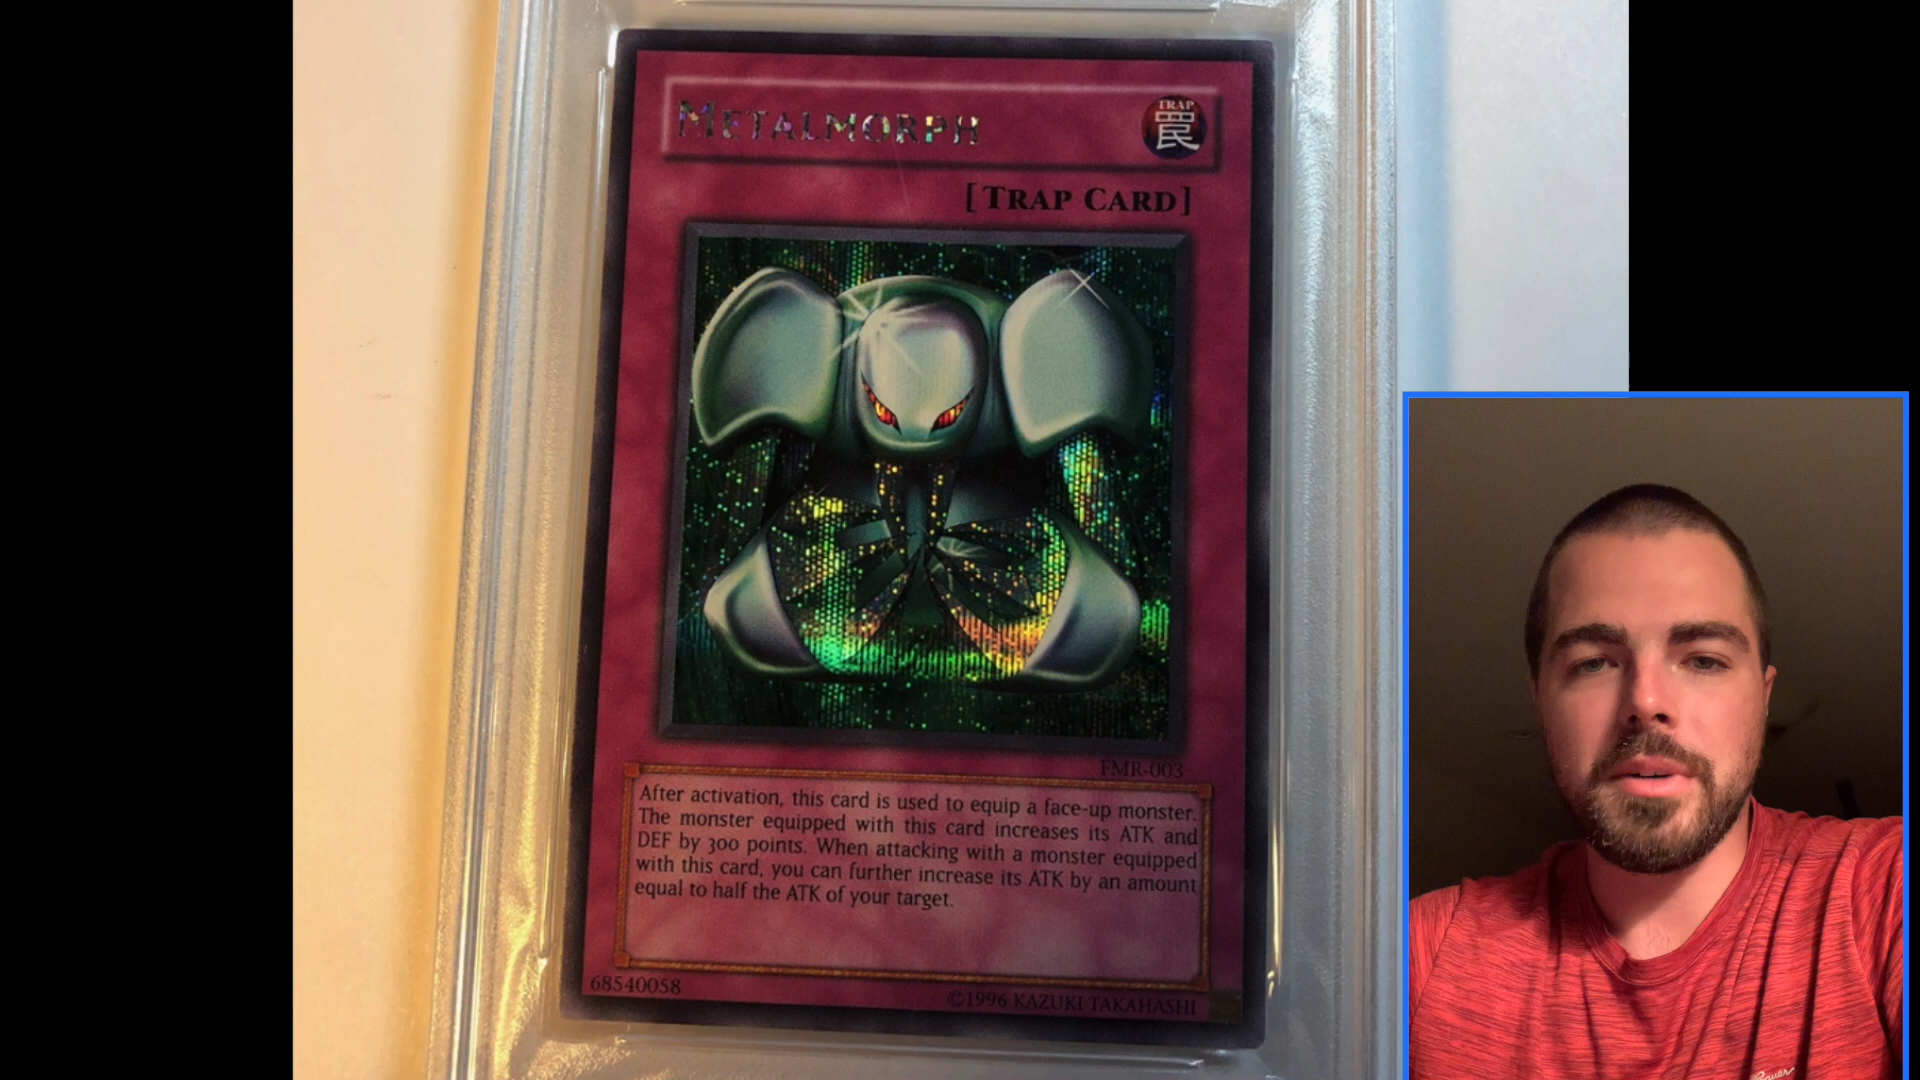 METALMORPH
TRAP
罠
[TRAP CARD]
FMR-003
After activation, this card is used to equip a face-up monster.
The monster equipped with this card increases its ATK and
DEF by 300 points. When attacking with a monster equipped
with this card, you can further increase its ATK by an amount
equal to half the ATK of your target.
68540058
©1996 KAZUKI TAKAHASHI